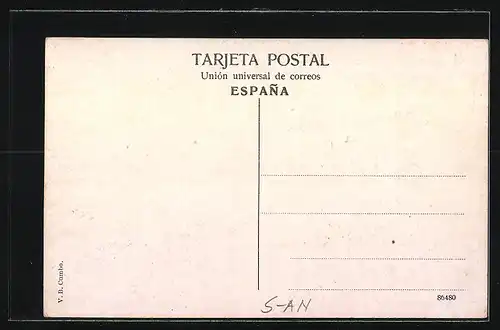 TARJETA POSTAL
Unión universal de correos
ESPAÑA
V. B. Cumbo.
86480
S-AN